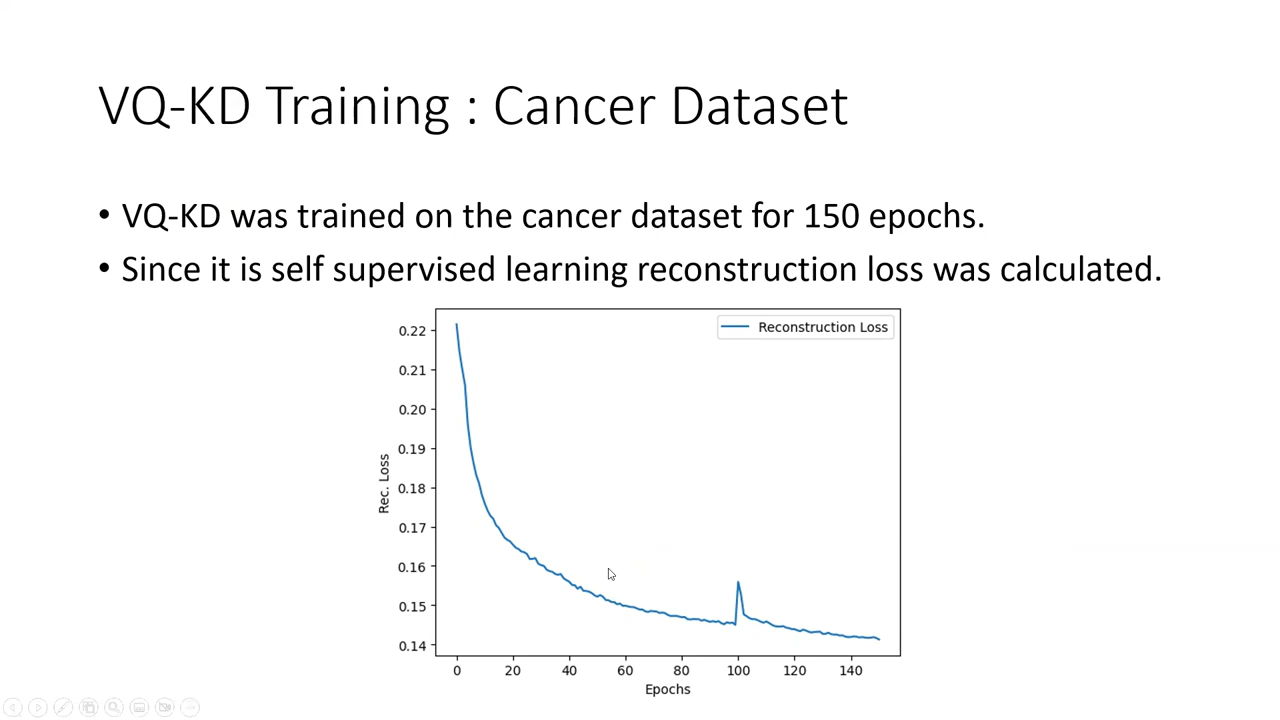 VQ-KD Training : Cancer Dataset
• VQ-KD was trained on the cancer dataset for 150 epochs.
• Since it is self supervised learning reconstruction loss was calculated.
Reconstruction Loss
0.22
0.21
0.20
0.19
0.18
0.17
0.16
0.15
0.14
Rec. Loss
0 20 40 60 80 100 120 140
Epochs